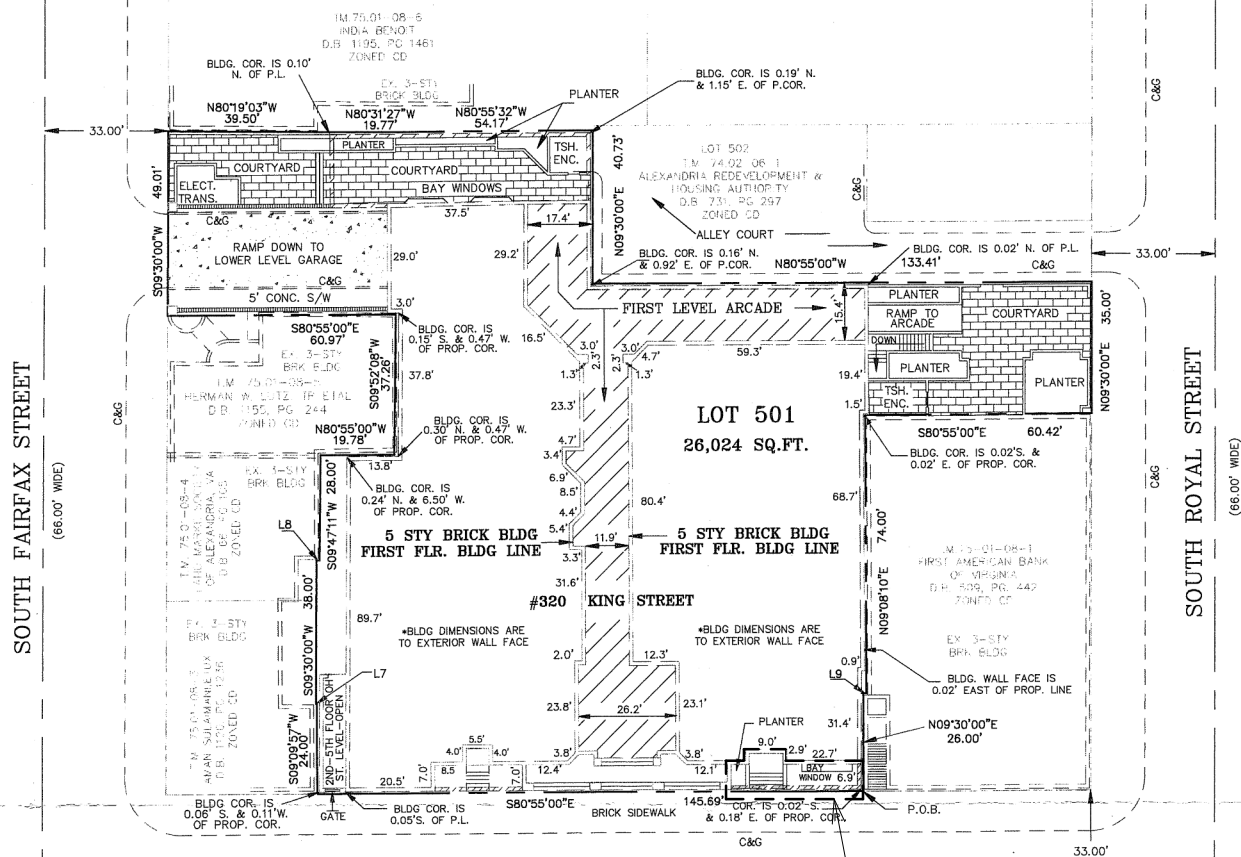 T.M. 75.01-08-6
INDIA BENOIT
D.B. 1195, PG 1461
ZONED CD
EX. 3-STY
BRICK BLDG
BLDG. COR. IS 0.10'
N. OF P.L.
BLDG. COR. IS 0.19' N.
& 1.15' E. OF P.COR.
PLANTER
C&G
N80°19'03"W
39.50'
N80°31'27"W
19.77'
N80°55'32"W
54.17'
33.00'
PLANTER
TSH.
ENC.
COURTYARD
COURTYARD
BAY WINDOWS
ELECT.
TRANS.
49.01'
40.73'
N09°30'00"E
LOT 502
T.M. 74.02 06 1
ALEXANDRIA REDEVELOPMENT &
HOUSING AUTHORITY
D.B. 731, PG 297
ZONED CD
C&G
ALLEY COURT
C&G
37.5'
17.4'
RAMP DOWN TO
LOWER LEVEL GARAGE
C&G
5' CONC. S/W
S09°30'00"W
29.0'
29.2'
3.0'
BLDG. COR. IS 0.16' N.
& 0.92' E. OF P.COR.
N80°55'00"W
133.41'
BLDG. COR. IS 0.02' N. OF P.L.
C&G
33.00'
FIRST LEVEL ARCADE
15.4'
PLANTER
RAMP TO
ARCADE
COURTYARD
DOWN
PLANTER
PLANTER
TSH.
ENC.
35.00'
N09°30'00"E
S80°55'00"E
60.97'
EX. 3-STY
BRK BLDG
BLDG. COR. IS
0.15' S. & 0.47' W.
OF PROP. COR.
16.5'
3.0'
2.3'
2.3'
3.0'
4.7'
1.3'
1.3'
59.3'
19.4'
1.5'
S09°52'08"W
37.26'
37.8'
HERMAN W. LUTZ, TR ETAL
D.B. 1155, PG. 244
ZONED CD
N80°55'00"W
19.78'
BLDG. COR. IS
0.30' N. & 0.47' W.
OF PROP. COR.
23.3'
LOT 501
26,024 SQ.FT.
S80°55'00"E
60.42'
BLDG. COR. IS 0.02'S. &
0.02' E. OF PROP. COR.
SOUTH FAIRFAX STREET
(66.00' WIDE)
C&G
SOUTH ROYAL STREET
(66.00' WIDE)
C&G
13.8'
4.7'
3.4'
6.9'
8.5'
4.4'
5.4'
3.3'
11.9'
80.4'
68.7'
74.00'
EX. 3-STY
BRK BLDG
T.M. 75.01-08-4
OF ALEXANDRIA, VA
ZONED CD
S09°47'11"W
28.00'
BLDG. COR. IS
0.24' N. & 6.50' W.
OF PROP. COR.
L8
5 STY BRICK BLDG
FIRST FLR. BLDG LINE
5 STY BRICK BLDG
FIRST FLR. BLDG LINE
FIRST AMERICAN BANK
OF VIRGINIA
D.B. 509, PG. 442
EX. 3-STY
BRK BLDG
N09°08'10"E
31.6'
#320 KING STREET
38.00'
S09°30'00"W
89.7'
*BLDG DIMENSIONS ARE
TO EXTERIOR WALL FACE
*BLDG DIMENSIONS ARE
TO EXTERIOR WALL FACE
EX. 3-STY
BRK BLDG
ZONED CD
2.0'
12.3'
0.9'
BLDG. WALL FACE IS
0.02' EAST OF PROP. LINE
L7
L9
23.8'
26.2'
23.1'
31.4'
N09°30'00"E
26.00'
S09°09'57"W
24.00'
2ND-5TH FLOOR OH
ST. LEVEL-OPEN
PLANTER
5.5'
4.0'
4.0'
8.5
7.0'
7.0'
3.8'
3.8'
9.0'
2.9'
22.7'
BAY
WINDOW
6.9'
20.5'
12.4'
12.1'
BLDG COR. IS
0.06' S. & 0.11'W.
OF PROP. COR.
GATE
BLDG COR. IS
0.05'S. OF P.L.
S80°55'00"E
145.69'
BRICK SIDEWALK
COR. IS 0.02' S.
& 0.18' E. OF PROP. COR.
P.O.B.
C&G
33.00'